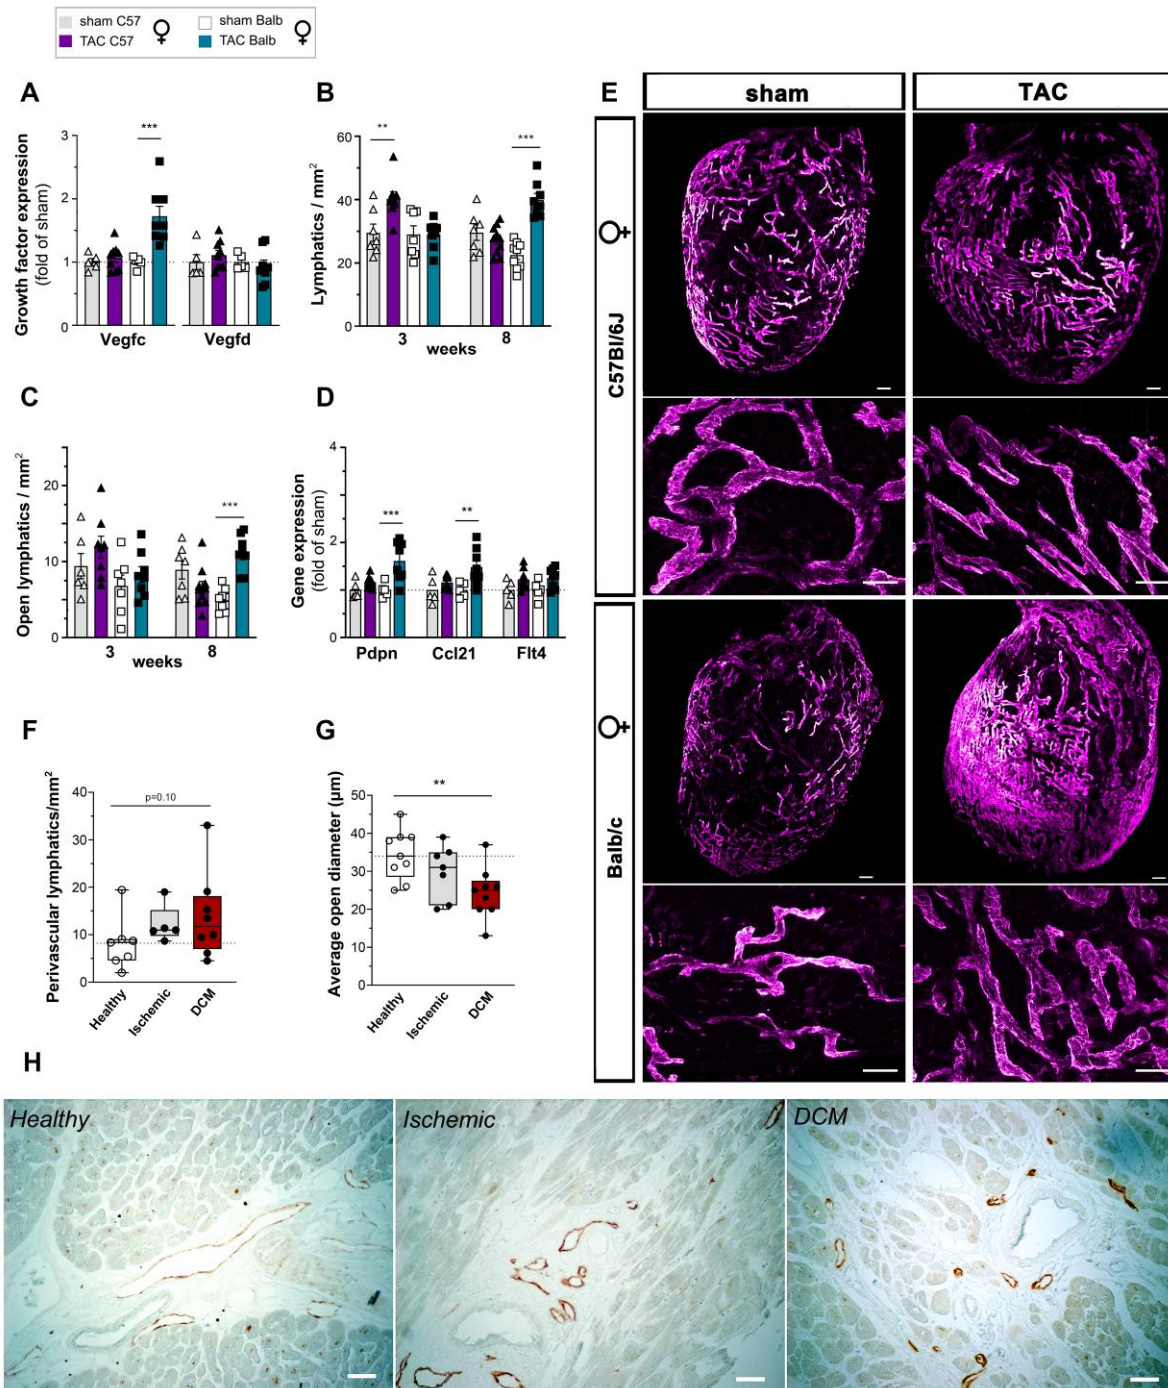 sham C57 ♀ sham Balb ♀
TAC C57 TAC Balb
A
Growth factor expression
(fold of sham)
3
2
1
0
***
Vegfc Vegfd
B
Lymphatics / mm²
60
40
20
0
** ***
3 8
weeks
C
Open lymphatics / mm²
20
10
0
***
3 8
weeks
D
Gene expression
(fold of sham)
4
2
1
0
*** **
Pdpn Ccl21 Flt4
E
sham TAC
C57Bl/6J ♀
Balb/c ♀
F
Perivascular lymphatics/mm²
40
30
20
10
0
p=0.10
Healthy Ischemic DCM
G
Average open diameter (µm)
50
40
30
20
10
0
**
Healthy Ischemic DCM
H
Healthy Ischemic DCM